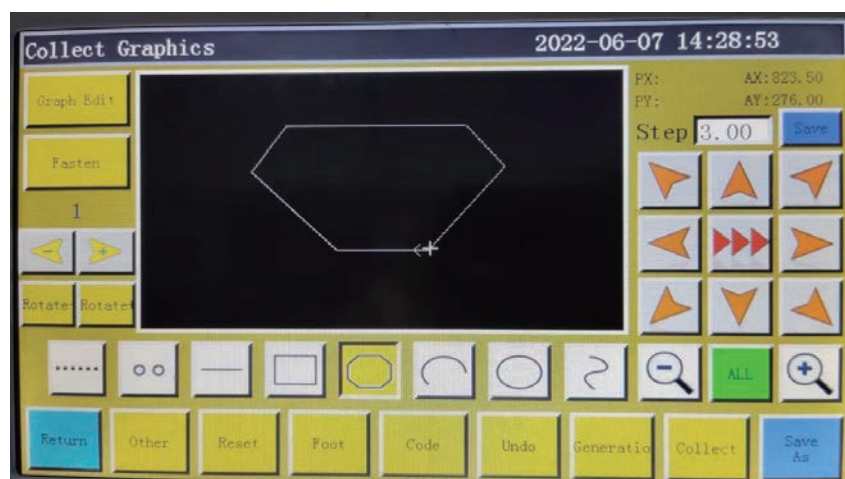 Collect Graphics 2022-06-07 14:28:53
Graph Edit
PX: AX:823.50
PY: AY:276.00
Step 3.00 Save
Fasten
1
- +
Rotate- Rotate+
ALL
Return Other Reset Foot Code Undo Generatio Collect Save
As